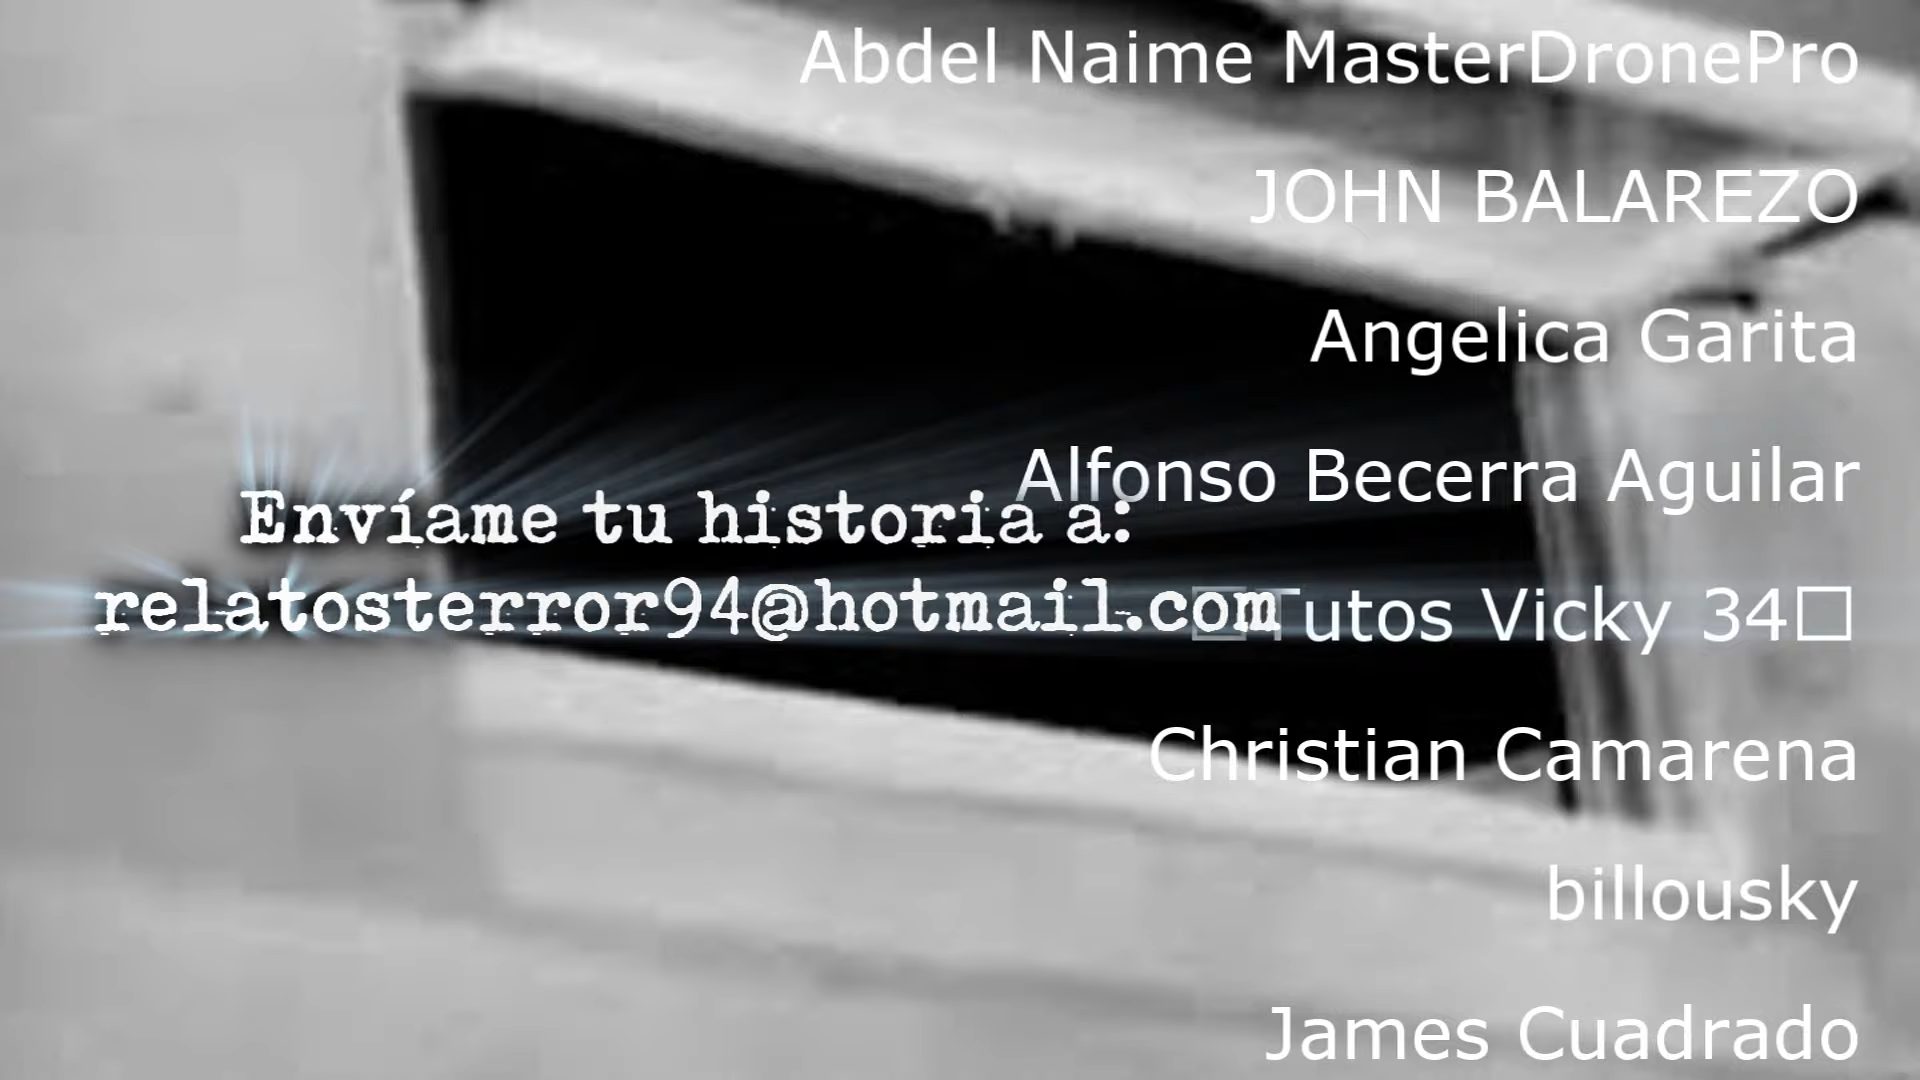 Abdel Naime MasterDronePro
JOHN BALAREZO
Angelica Garita
Alfonso Becerra Aguilar
Envíame tu historia a:
relatosterror94@hotmail.com
□Tutos Vicky 34□
Christian Camarena
billousky
James Cuadrado